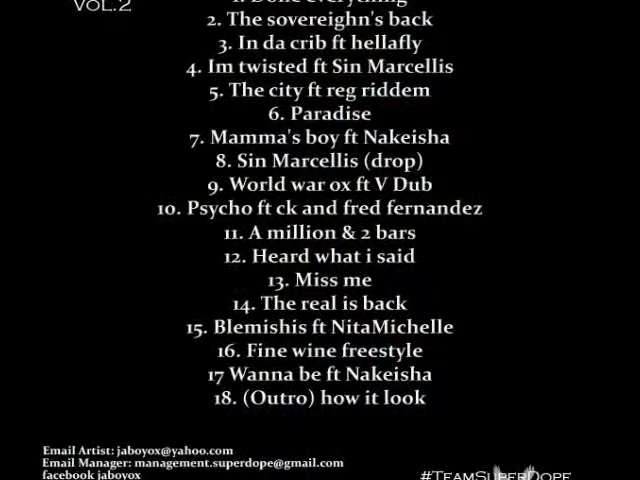 VOL.2
1. Done everything
2. The sovereighn's back
3. In da crib ft hellafly
4. Im twisted ft Sin Marcellis
5. The city ft reg riddem
6. Paradise
7. Mamma's boy ft Nakeisha
8. Sin Marcellis (drop)
9. World war ox ft V Dub
10. Psycho ft ck and fred fernandez
11. A million & 2 bars
12. Heard what i said
13. Miss me
14. The real is back
15. Blemishis ft NitaMichelle
16. Fine wine freestyle
17 Wanna be ft Nakeisha
18. (Outro) how it look
Email Artist: jaboyox@yahoo.com
Email Manager: management.superdope@gmail.com
facebook jaboyox
#TeamSuperDope